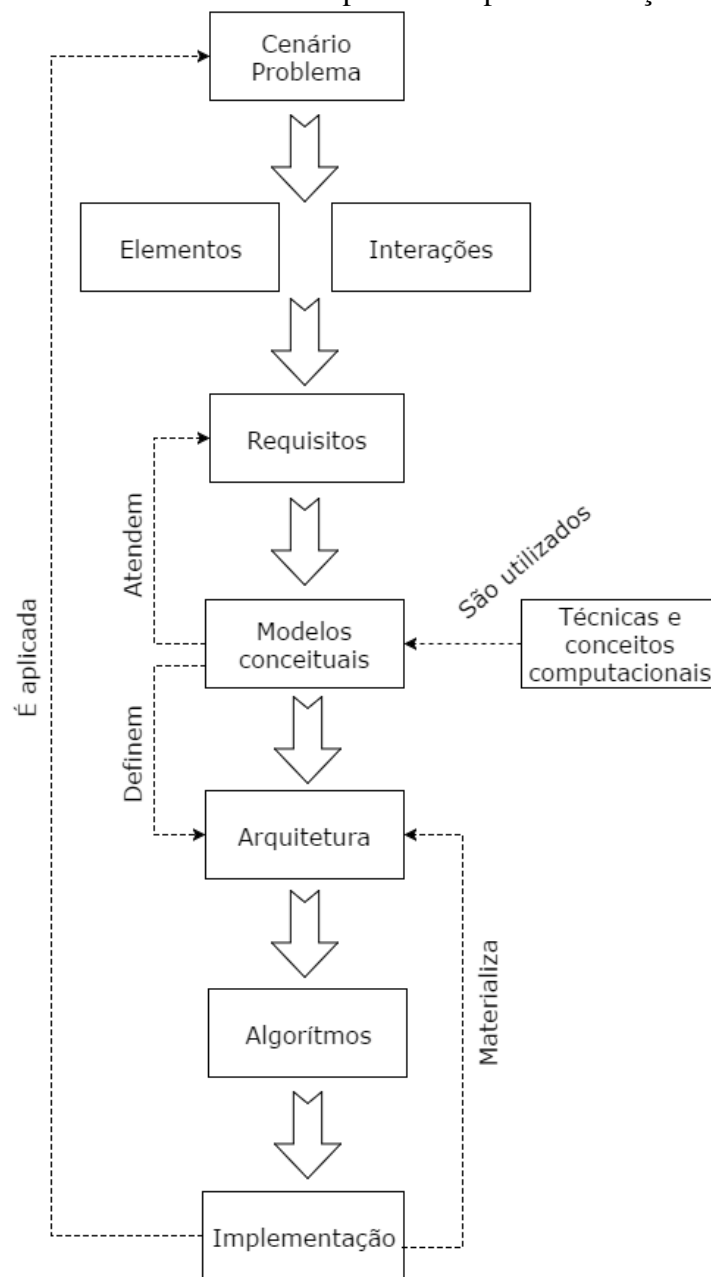 Cenário
Problema
Elementos
Interações
Requisitos
Atendem
São utilizados
Modelos
conceituais
Técnicas e
conceitos
computacionais
É aplicada
Definem
Arquitetura
Materializa
Algorítmos
Implementação